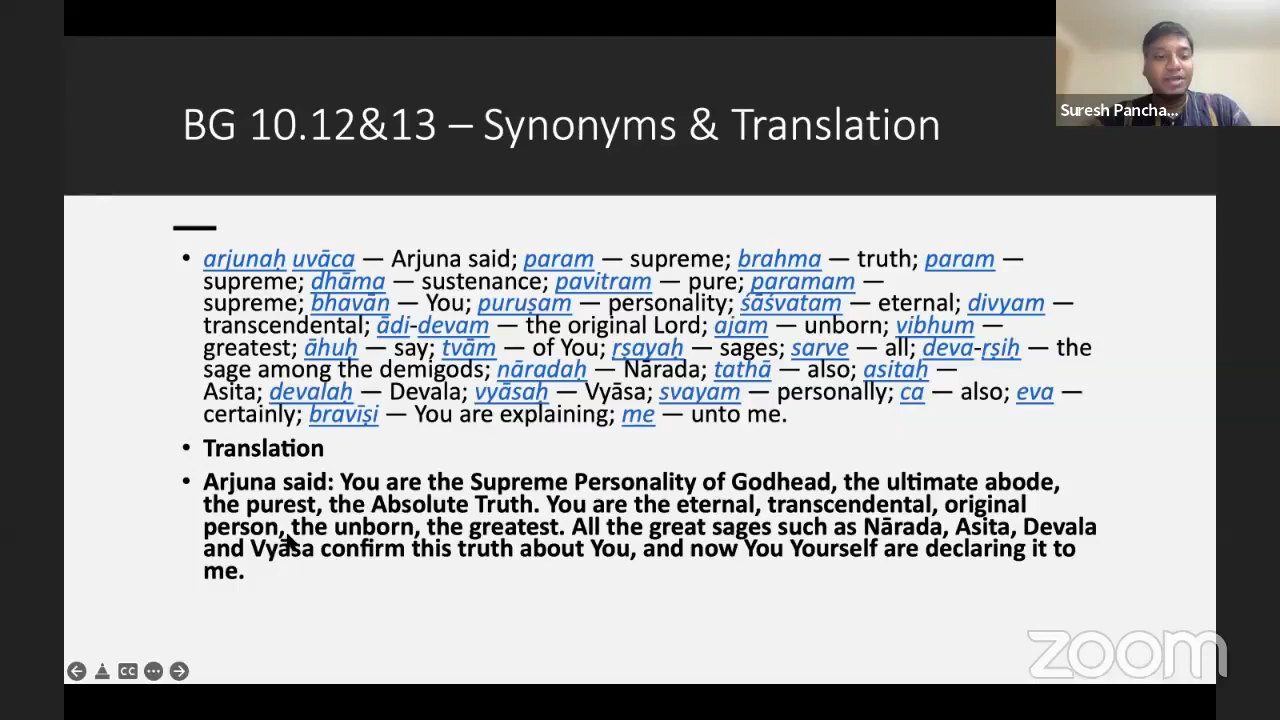 BG 10.12&13 – Synonyms & Translation
Suresh Pancha...
• arjunaḥ uvāca — Arjuna said; param — supreme; brahma — truth; param —
supreme; dhāma — sustenance; pavitram — pure; paramam —
supreme; bhavān — You; puruṣam — personality; śāśvatam — eternal; divyam —
transcendental; ādi-devam — the original Lord; ajam — unborn; vibhum —
greatest; āhuḥ — say; tvām — of You; ṛṣayaḥ — sages; sarve — all; deva-ṛṣiḥ — the
sage among the demigods; nāradaḥ — Nārada; tathā — also; asitaḥ —
Asita; devalaḥ — Devala; vyāsaḥ — Vyāsa; svayam — personally; ca — also; eva —
certainly; bravīṣi — You are explaining; me — unto me.
• Translation
• Arjuna said: You are the Supreme Personality of Godhead, the ultimate abode,
the purest, the Absolute Truth. You are the eternal, transcendental, original
person, the unborn, the greatest. All the great sages such as Nārada, Asita, Devala
and Vyāsa confirm this truth about You, and now You Yourself are declaring it to
me.
CC
zoom